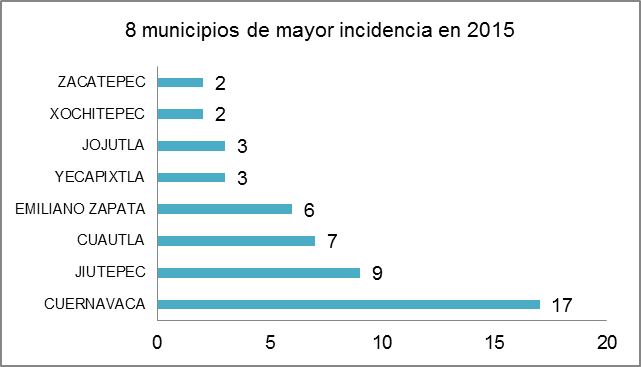 8 municipios de mayor incidencia en 2015
ZACATEPEC 2
XOCHITEPEC 2
JOJUTLA 3
YECAPIXTLA 3
EMILIANO ZAPATA 6
CUAUTLA 7
JIUTEPEC 9
CUERNAVACA 17
0 5 10 15 20